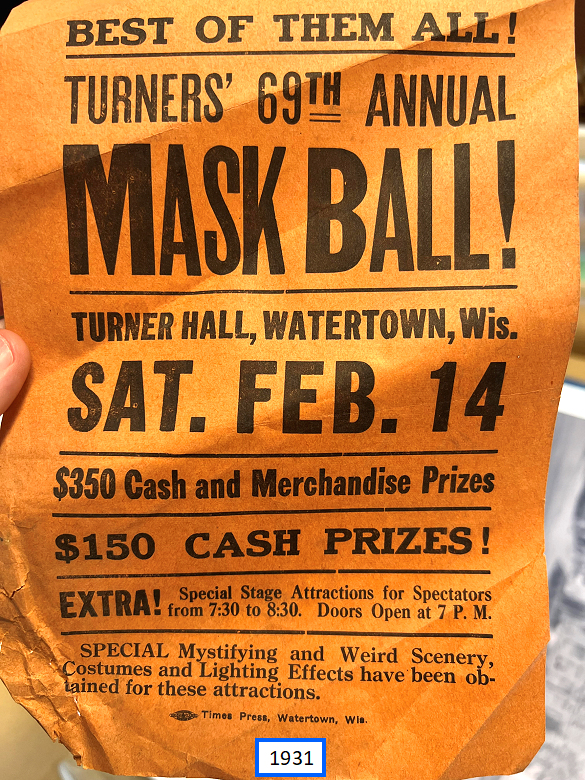 BEST OF THEM ALL!
TURNERS' 69TH ANNUAL
MASK BALL!
TURNER HALL, WATERTOWN, Wis.
SAT. FEB. 14
$350 Cash and Merchandise Prizes
$150 CASH PRIZES!
EXTRA! Special Stage Attractions for Spectators
from 7:30 to 8:30. Doors Open at 7 P. M.
SPECIAL Mystifying and Weird Scenery,
Costumes and Lighting Effects have been ob-
tained for these attractions.
Times Press, Watertown, Wis.
1931